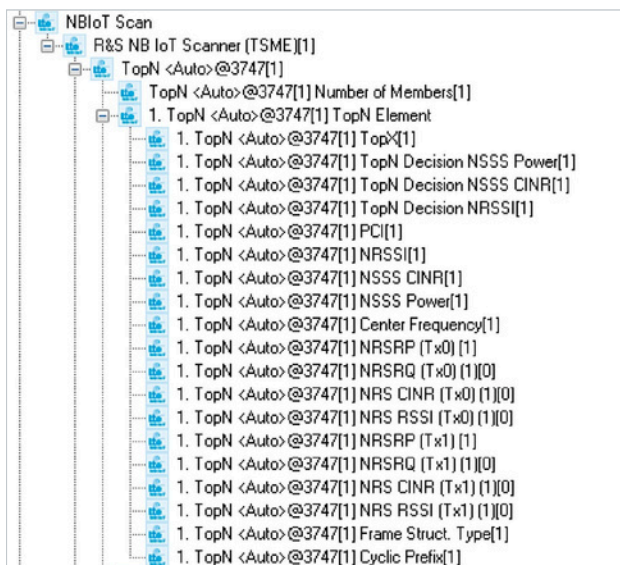 NBIoT Scan
R&S NB IoT Scanner (TSME)[1]
TopN <Auto>@3747[1]
TopN <Auto>@3747[1] Number of Members[1]
1. TopN <Auto>@3747[1] TopN Element
1. TopN <Auto>@3747[1] TopX[1]
1. TopN <Auto>@3747[1] TopN Decision NSSS Power[1]
1. TopN <Auto>@3747[1] TopN Decision NSSS CINR[1]
1. TopN <Auto>@3747[1] TopN Decision NRSSI[1]
1. TopN <Auto>@3747[1] PCI[1]
1. TopN <Auto>@3747[1] NRSSI[1]
1. TopN <Auto>@3747[1] NSSS CINR[1]
1. TopN <Auto>@3747[1] NSSS Power[1]
1. TopN <Auto>@3747[1] Center Frequency[1]
1. TopN <Auto>@3747[1] NRSRP (Tx0) [1]
1. TopN <Auto>@3747[1] NRSRQ (Tx0) (1)[0]
1. TopN <Auto>@3747[1] NRS CINR (Tx0) (1)[0]
1. TopN <Auto>@3747[1] NRS RSSI (Tx0) (1)[0]
1. TopN <Auto>@3747[1] NRSRP (Tx1) [1]
1. TopN <Auto>@3747[1] NRSRQ (Tx1) (1)[0]
1. TopN <Auto>@3747[1] NRS CINR (Tx1) (1)[0]
1. TopN <Auto>@3747[1] NRS RSSI (Tx1) (1)[0]
1. TopN <Auto>@3747[1] Frame Struct. Type[1]
1. TopN <Auto>@3747[1] Cyclic Prefix[1]